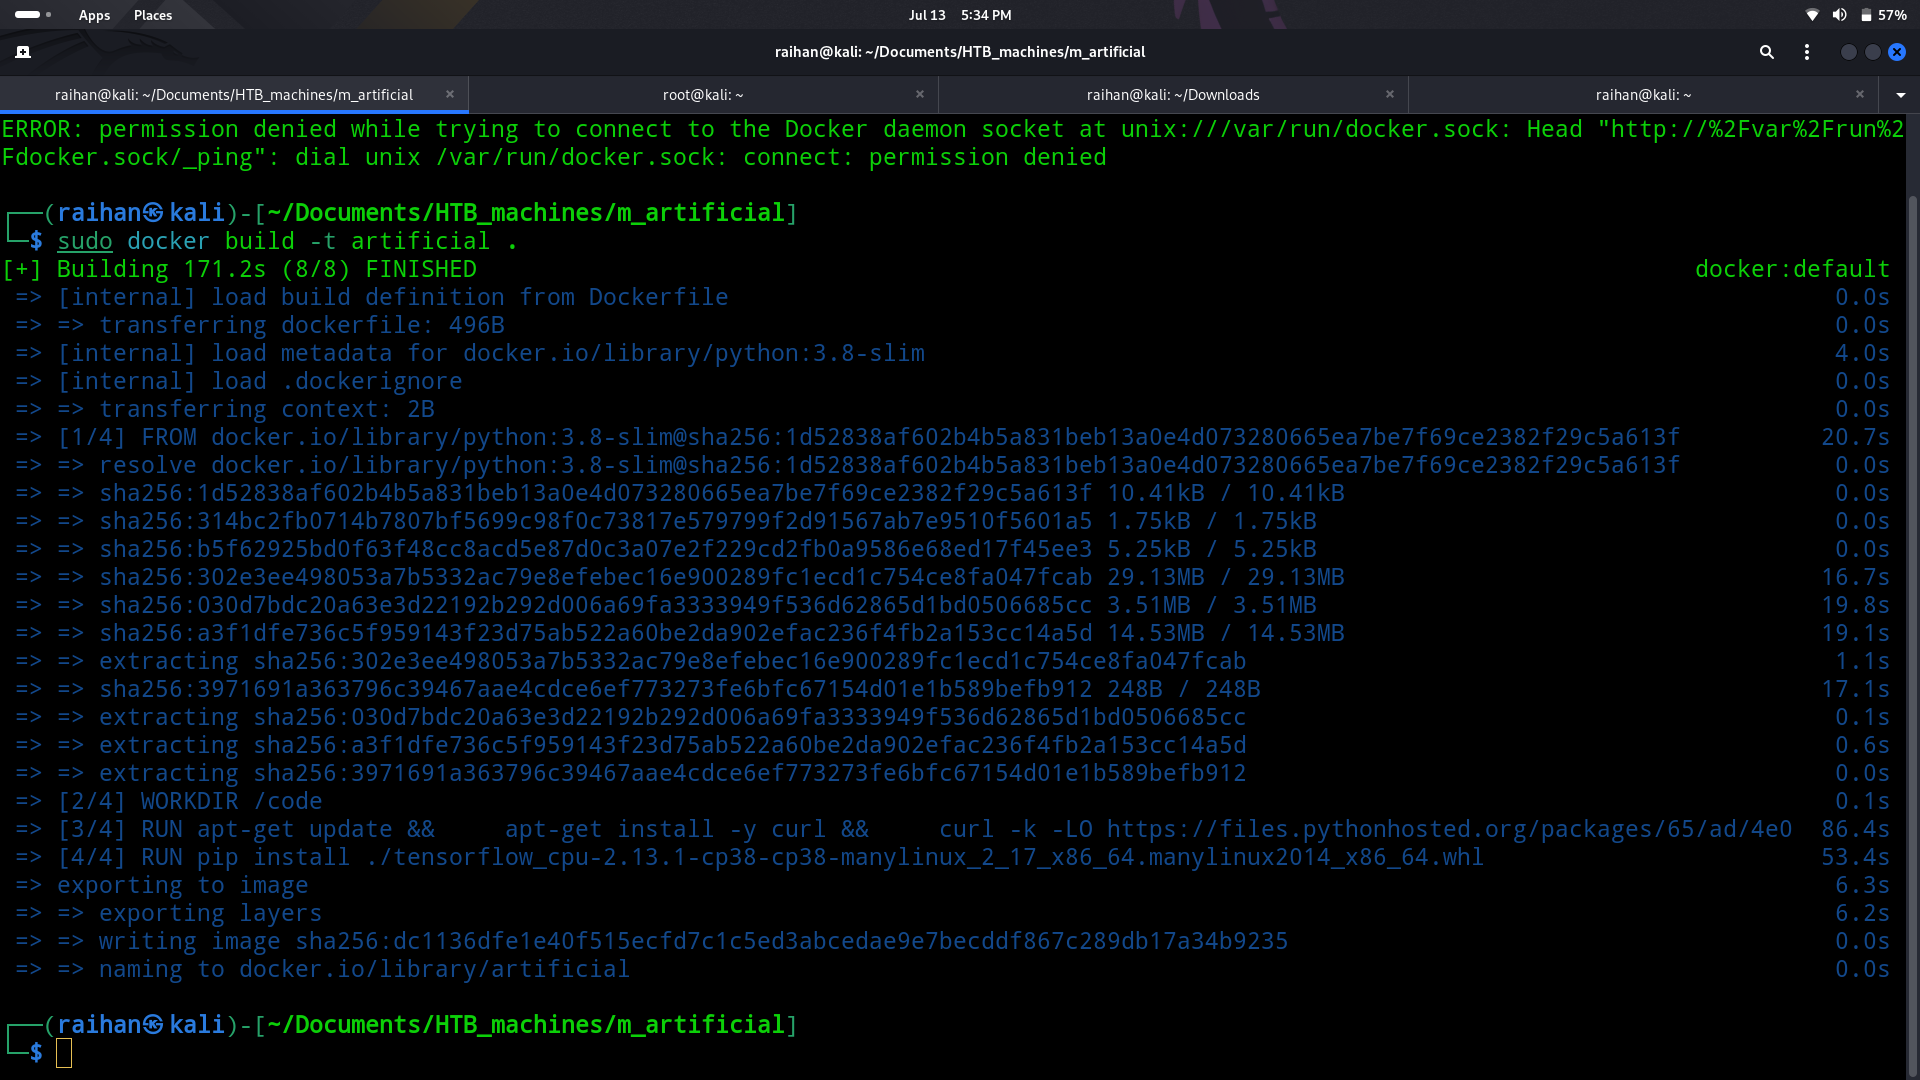 Apps Places Jul 13 5:34 PM 57%
raihan@kali: ~/Documents/HTB_machines/m_artificial
raihan@kali: ~/Documents/HTB_machines/m_artificial × root@kali: ~ × raihan@kali: ~/Downloads × raihan@kali: ~ ×
ERROR: permission denied while trying to connect to the Docker daemon socket at unix:///var/run/docker.sock: Head "http://%2Fvar%2Frun%2
Fdocker.sock/_ping": dial unix /var/run/docker.sock: connect: permission denied
┌──(raihan㉿kali)-[~/Documents/HTB_machines/m_artificial]
└─$ sudo docker build -t artificial .
[+] Building 171.2s (8/8) FINISHED docker:default
=> [internal] load build definition from Dockerfile 0.0s
=> => transferring dockerfile: 496B 0.0s
=> [internal] load metadata for docker.io/library/python:3.8-slim 4.0s
=> [internal] load .dockerignore 0.0s
=> => transferring context: 2B 0.0s
=> [1/4] FROM docker.io/library/python:3.8-slim@sha256:1d52838af602b4b5a831beb13a0e4d073280665ea7be7f69ce2382f29c5a613f 20.7s
=> => resolve docker.io/library/python:3.8-slim@sha256:1d52838af602b4b5a831beb13a0e4d073280665ea7be7f69ce2382f29c5a613f 0.0s
=> => sha256:1d52838af602b4b5a831beb13a0e4d073280665ea7be7f69ce2382f29c5a613f 10.41kB / 10.41kB 0.0s
=> => sha256:314bc2fb0714b7807bf5699c98f0c73817e579799f2d91567ab7e9510f5601a5 1.75kB / 1.75kB 0.0s
=> => sha256:b5f62925bd0f63f48cc8acd5e87d0c3a07e2f229cd2fb0a9586e68ed17f45ee3 5.25kB / 5.25kB 0.0s
=> => sha256:302e3ee498053a7b5332ac79e8efebec16e900289fc1ecd1c754ce8fa047fcab 29.13MB / 29.13MB 16.7s
=> => sha256:030d7bdc20a63e3d22192b292d006a69fa3333949f536d62865d1bd0506685cc 3.51MB / 3.51MB 19.8s
=> => sha256:a3f1dfe736c5f959143f23d75ab522a60be2da902efac236f4fb2a153cc14a5d 14.53MB / 14.53MB 19.1s
=> => extracting sha256:302e3ee498053a7b5332ac79e8efebec16e900289fc1ecd1c754ce8fa047fcab 1.1s
=> => sha256:3971691a363796c39467aae4cdce6ef773273fe6bfc67154d01e1b589befb912 248B / 248B 17.1s
=> => extracting sha256:030d7bdc20a63e3d22192b292d006a69fa3333949f536d62865d1bd0506685cc 0.1s
=> => extracting sha256:a3f1dfe736c5f959143f23d75ab522a60be2da902efac236f4fb2a153cc14a5d 0.6s
=> => extracting sha256:3971691a363796c39467aae4cdce6ef773273fe6bfc67154d01e1b589befb912 0.0s
=> [2/4] WORKDIR /code 0.1s
=> [3/4] RUN apt-get update &&     apt-get install -y curl &&     curl -k -LO https://files.pythonhosted.org/packages/65/ad/4e0 86.4s
=> [4/4] RUN pip install ./tensorflow_cpu-2.13.1-cp38-cp38-manylinux_2_17_x86_64.manylinux2014_x86_64.whl 53.4s
=> exporting to image 6.3s
=> => exporting layers 6.2s
=> => writing image sha256:dc1136dfe1e40f515ecfd7c1c5ed3abcedae9e7becddf867c289db17a34b9235 0.0s
=> => naming to docker.io/library/artificial 0.0s
┌──(raihan㉿kali)-[~/Documents/HTB_machines/m_artificial]
└─$